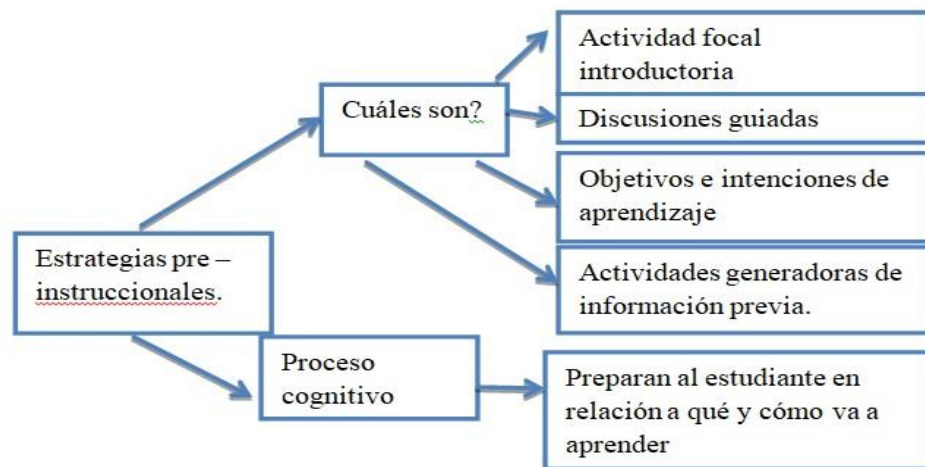 Actividad focal
introductoria
Cuáles son?
Discusiones guiadas
Objetivos e intenciones de
aprendizaje
Estrategias pre –
instruccionales.
Actividades generadoras de
información previa.
Proceso
cognitivo
Preparan al estudiante en
relación a qué y cómo va a
aprender